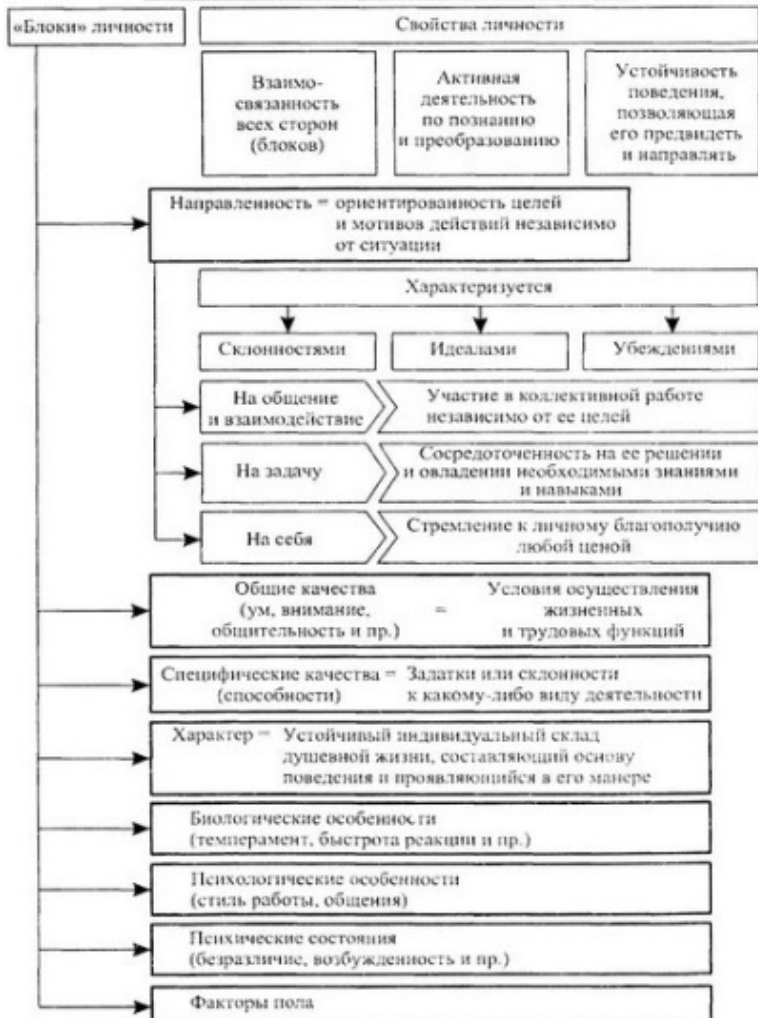 «Блоки» личности
Свойства личности
Взаимо-
связанность
всех сторон
(блоков)
Активная
деятельность
по познанию
и преобразованию
Устойчивость
поведения,
позволяющая
его предвидеть
и направлять
Направленность = ориентированность целей
и мотивов действий независимо
от ситуации
Характеризуется
Склонностями
Идеалами
Убеждениями
На общение
и взаимодействие
Участие в коллективной работе
независимо от ее целей
На задачу
Сосредоточенность на ее решении
и овладении необходимыми знаниями
и навыками
На себя
Стремление к личному благополучию
любой ценой
Общие качества
(ум, внимание,
общительность и пр.)
=
Условия осуществления
жизненных
и трудовых функций
Специфические качества = Задатки или склонности
(способности) к какому-либо виду деятельности
Характер = Устойчивый индивидуальный склад
душевной жизни, составляющий основу
поведения и проявляющийся в его манере
Биологические особенности
(темперамент, быстрота реакции и пр.)
Психологические особенности
(стиль работы, общения)
Психические состояния
(безразличие, возбужденность и пр.)
Факторы пола